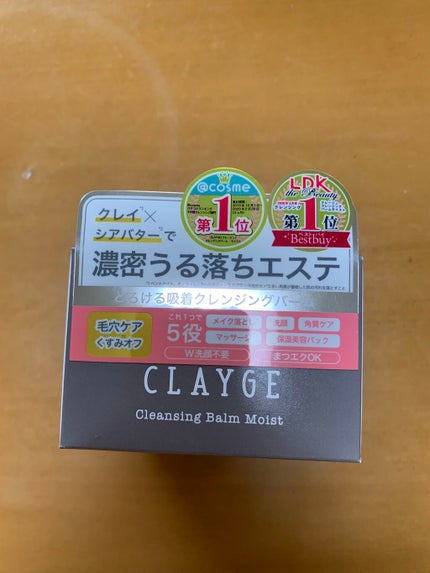 @cosme
第1位
LDK
the Beauty
第1位
ベストバイ
Bestbuy
クレイ×
シアバターで
濃密うる落ちエステ
とろける吸着クレンジングバー
毛穴ケア
くすみオフ
これ1つで
5役
メイク落とし
洗顔
角質ケア
マッサージ
保湿美容パック
W洗顔不要
まつエクOK
CLAYGE
Cleansing Balm Moist